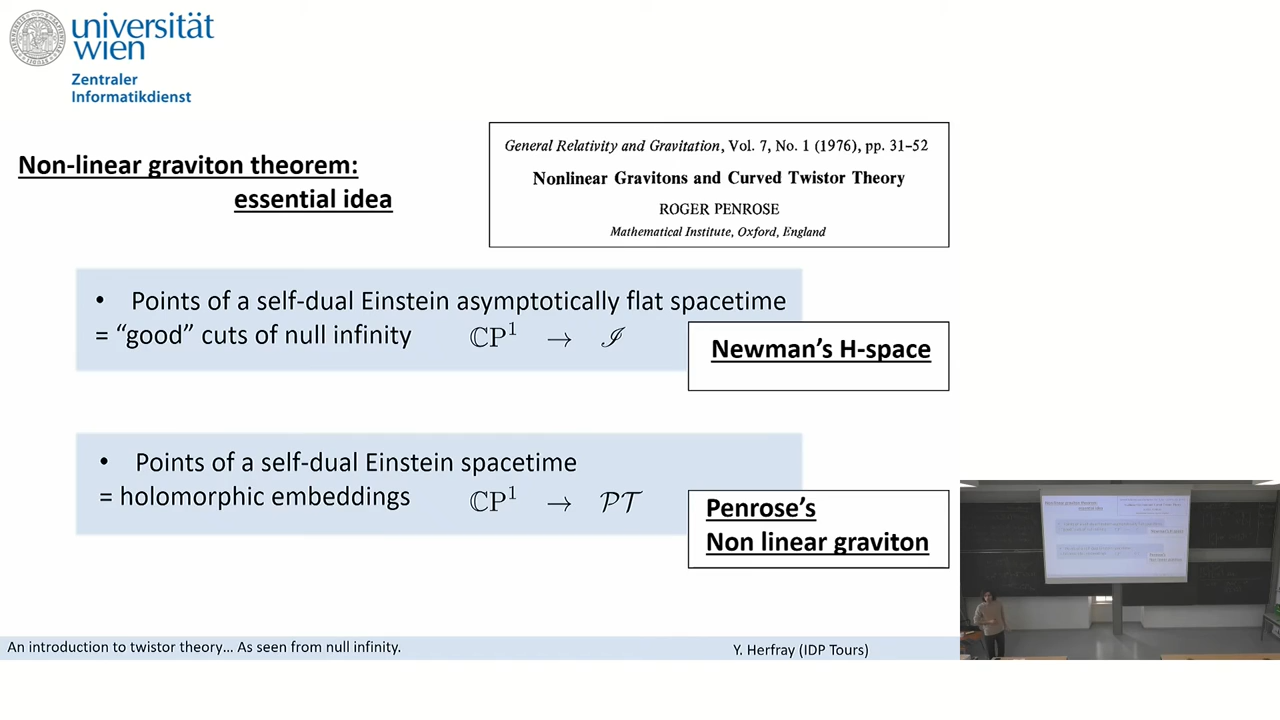 universität
wien
Zentraler
Informatikdienst
Non-linear graviton theorem:
essential idea
General Relativity and Gravitation, Vol. 7, No. 1 (1976), pp. 31–52
Nonlinear Gravitons and Curved Twistor Theory
ROGER PENROSE
Mathematical Institute, Oxford, England
• Points of a self-dual Einstein asymptotically flat spacetime
= “good” cuts of null infinity ℂP¹ → ℐ
Newman’s H-space
• Points of a self-dual Einstein spacetime
= holomorphic embeddings ℂP¹ → 𝒫𝒯
Penrose’s
Non linear graviton
An introduction to twistor theory... As seen from null infinity.
Y. Herfray (IDP Tours)